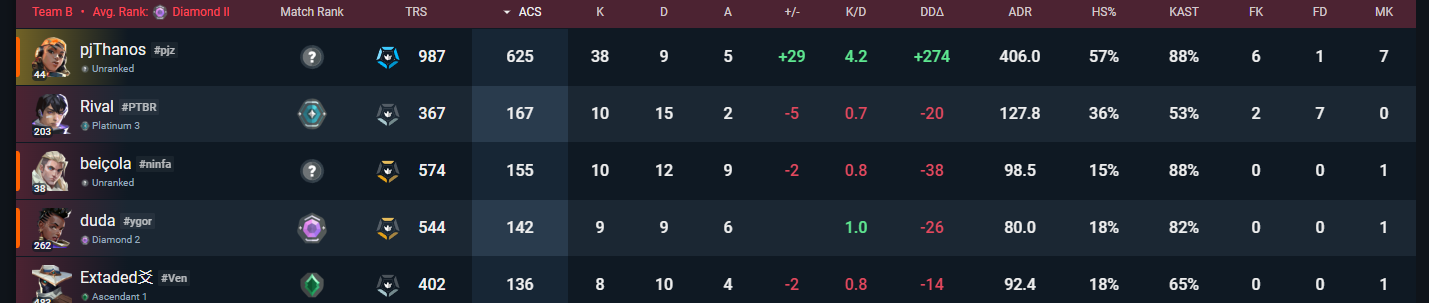 Team B • Avg. Rank: Diamond II Match Rank TRS ACS K D A +/- K/D DDΔ ADR HS% KAST FK FD MK
pjThanos #pjz
44 Unranked ? 987 625 38 9 5 +29 4.2 +274 406.0 57% 88% 6 1 7
Rival #PTBR
203 Platinum 3 367 167 10 15 2 -5 0.7 -20 127.8 36% 53% 2 7 0
beiçola #ninfa
38 Unranked ? 574 155 10 12 9 -2 0.8 -38 98.5 15% 88% 0 0 1
duda #ygor
262 Diamond 2 544 142 9 9 6 1.0 -26 80.0 18% 82% 0 0 1
Extaded爻 #Ven
Ascendant 1 402 136 8 10 4 -2 0.8 -14 92.4 18% 65% 0 0 1